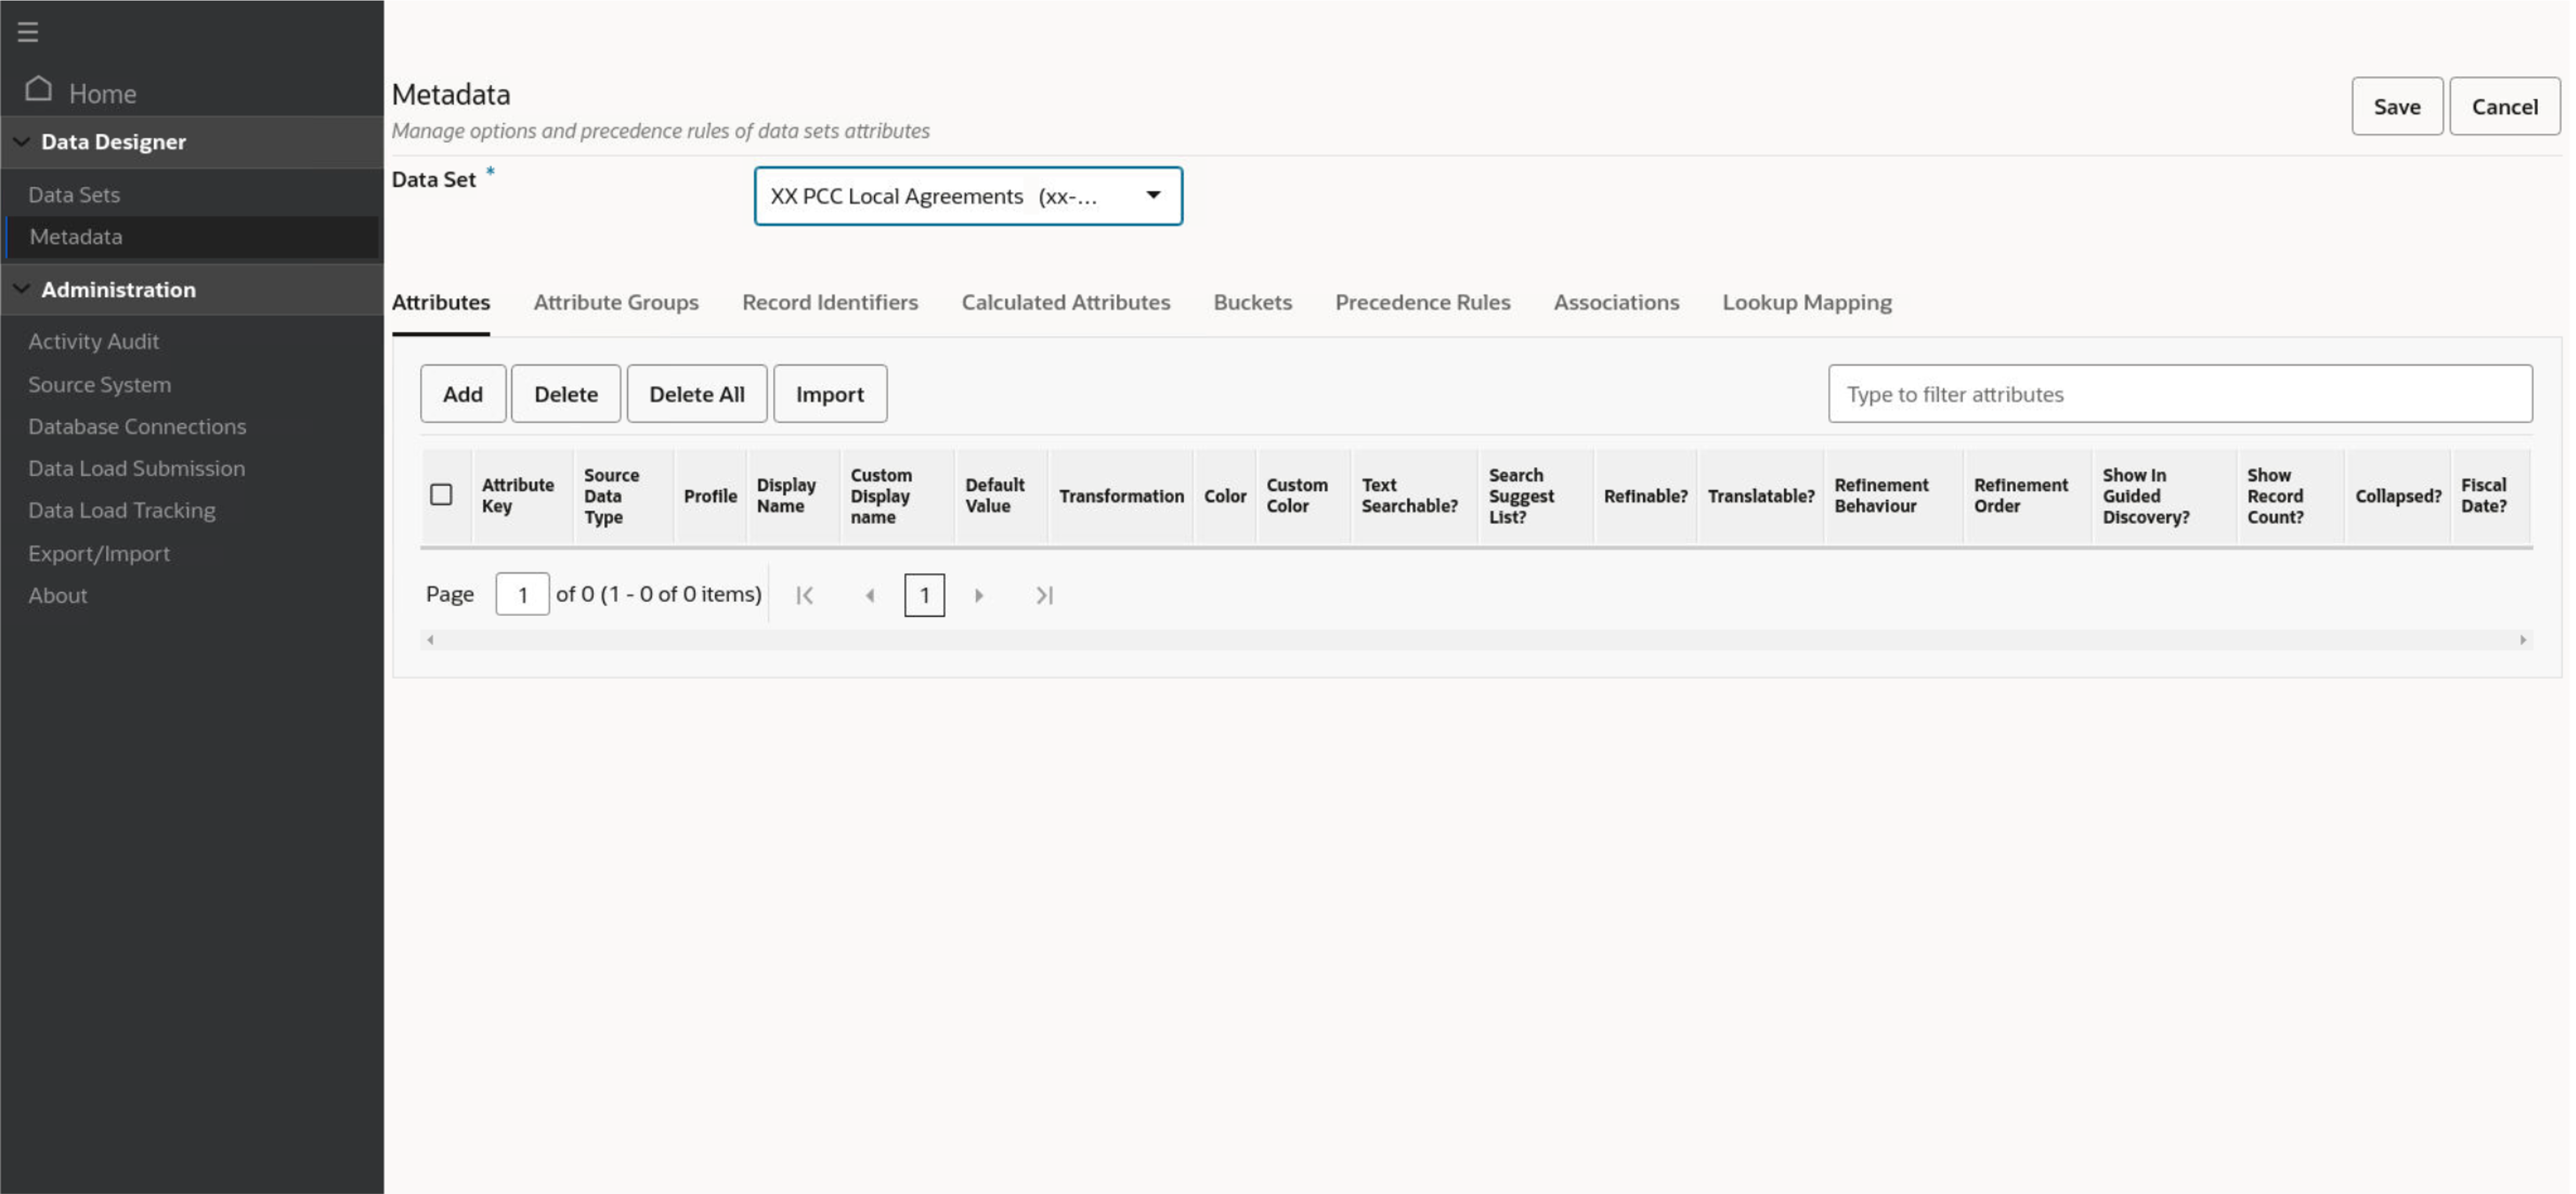 Home
Data Designer
Data Sets
Metadata
Administration
Activity Audit
Source System
Database Connections
Data Load Submission
Data Load Tracking
Export/Import
About
Metadata
Manage options and precedence rules of data sets attributes
Save Cancel
Data Set *
XX PCC Local Agreements (xx-...
Attributes Attribute Groups Record Identifiers Calculated Attributes Buckets Precedence Rules Associations Lookup Mapping
Add Delete Delete All Import
Type to filter attributes
Attribute
Key
Source
Data
Type
Profile
Display
Name
Custom
Display
name
Default
Value
Transformation
Color
Custom
Color
Text
Searchable?
Search
Suggest
List?
Refinable?
Translatable?
Refinement
Behaviour
Refinement
Order
Show In
Guided
Discovery?
Show
Record
Count?
Collapsed?
Fiscal
Date?
Page 1 of 0 (1 - 0 of 0 items) 1